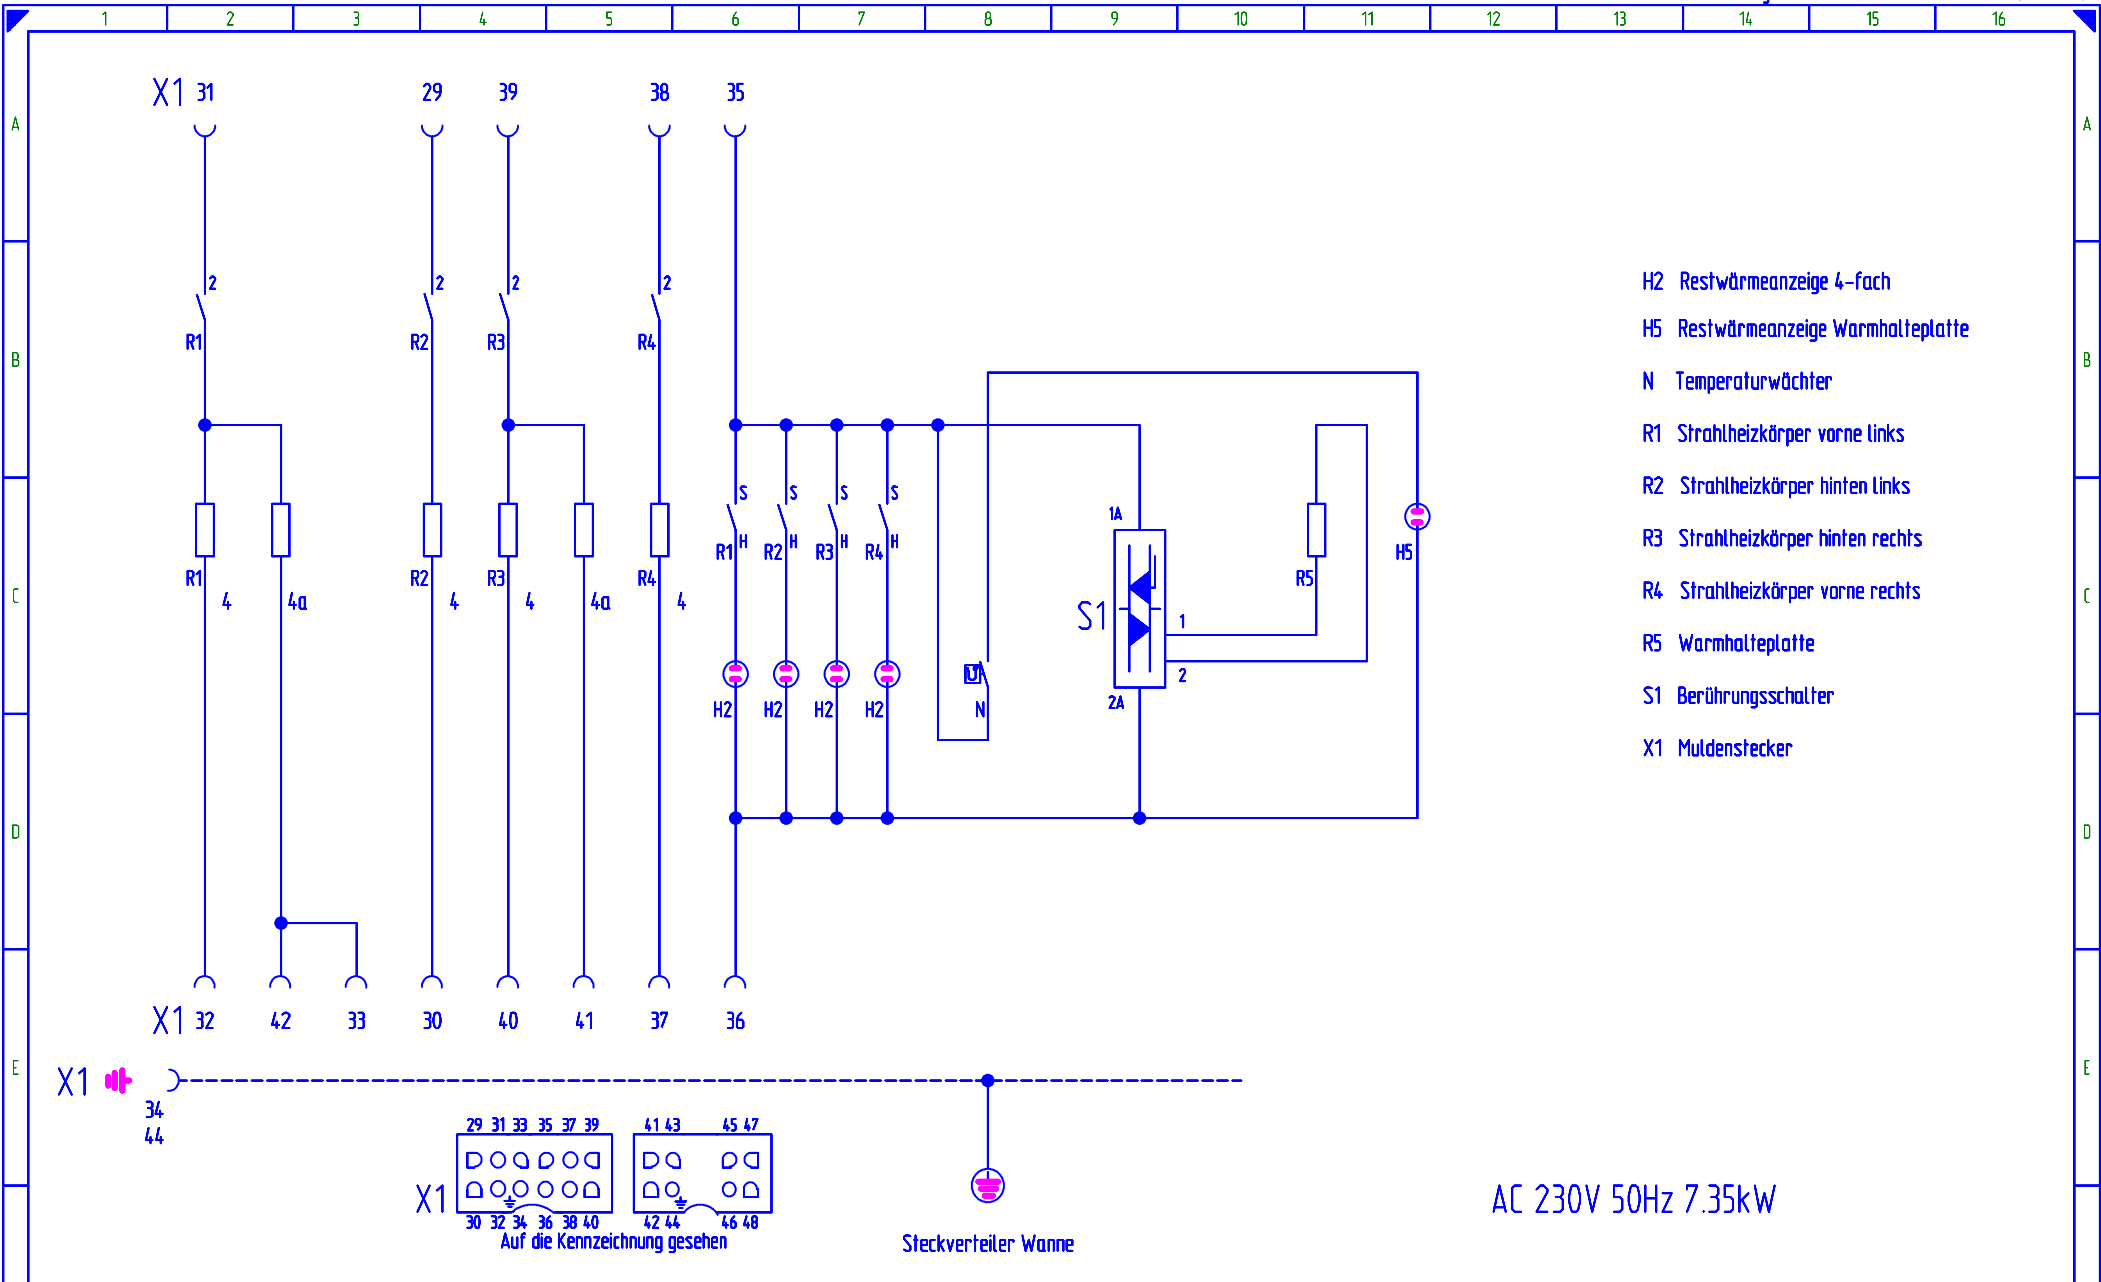 1 2 3 4 5 6 7 8 9 10 11 12 13 14 15 16
X1 31 29 39 38 35
A A
2 2 2 2
H2 Restwärmeanzeige 4-fach
H5 Restwärmeanzeige Warmhalteplatte
R1 R2 R3 R4
B B
N Temperaturwächter
R1 Strahlheizkörper vorne links
R2 Strahlheizkörper hinten links
S S S S
1A
R3 Strahlheizkörper hinten rechts
H H H H
R1 R2 R3 R4 H5
R1 R2 R3 R4 R5
R4 Strahlheizkörper vorne rechts
C C
4 4a 4 4 4a 4
S1 1
R5 Warmhalteplatte
U
2
S1 Berührungsschalter
2A
H2 H2 H2 H2 N
X1 Muldenstecker
D D
X1 32 42 33 30 40 41 37 36
E E
X1
34
44
29 31 33 35 37 39 41 43 45 47
X1
AC 230V 50Hz 7.35kW
30 32 34 36 38 40 42 44 46 48
Auf die Kennzeichnung gesehen
Steckverteiler Wanne